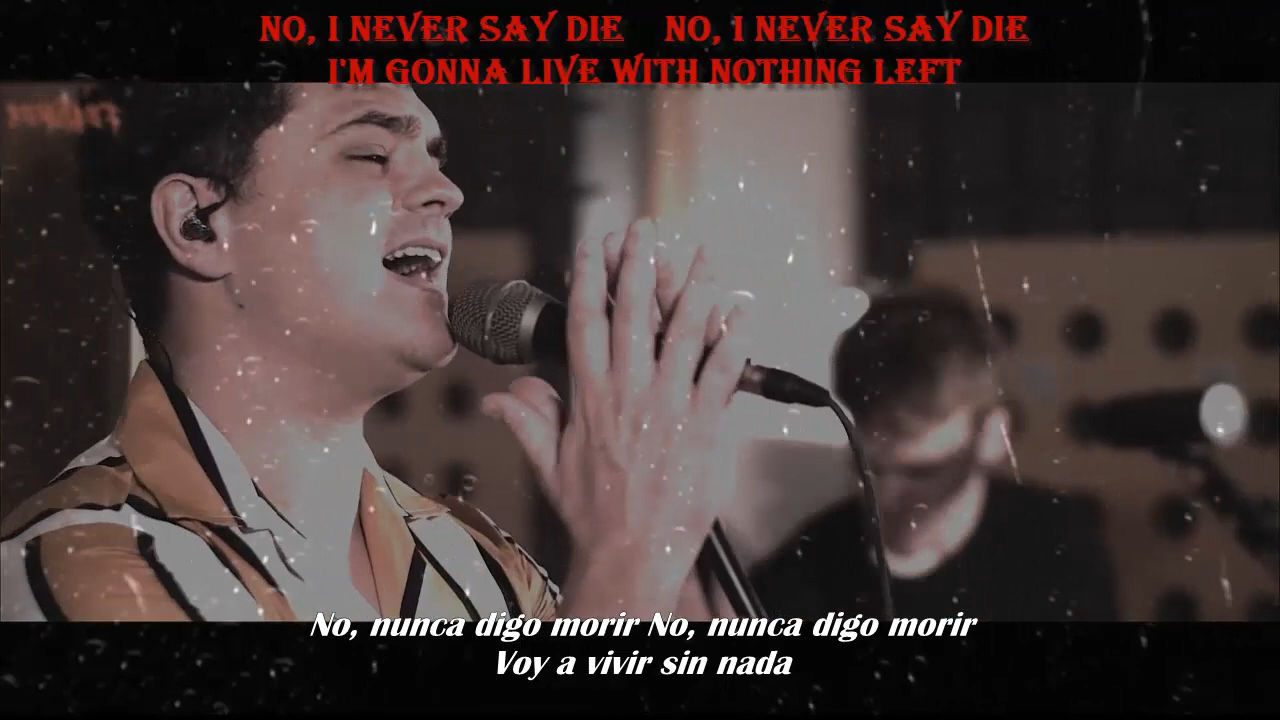 NO, I NEVER SAY DIE NO, I NEVER SAY DIE
I'M GONNA LIVE WITH NOTHING LEFT
No, nunca digo morir No, nunca digo morir
Voy a vivir sin nada